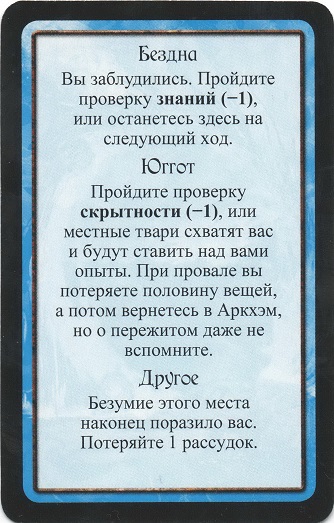 Бездна
Вы заблудились. Пройдите
проверку знаний (−1),
или останетесь здесь на
следующий ход.
Юггот
Пройдите проверку
скрытности (−1), или
местные твари схватят вас
и будут ставить над вами
опыты. При провале вы
потеряете половину вещей,
а потом вернетесь в Аркхэм,
но о пережитом даже не
вспомните.
Другое
Безумие этого места
наконец поразило вас.
Потеряйте 1 рассудок.